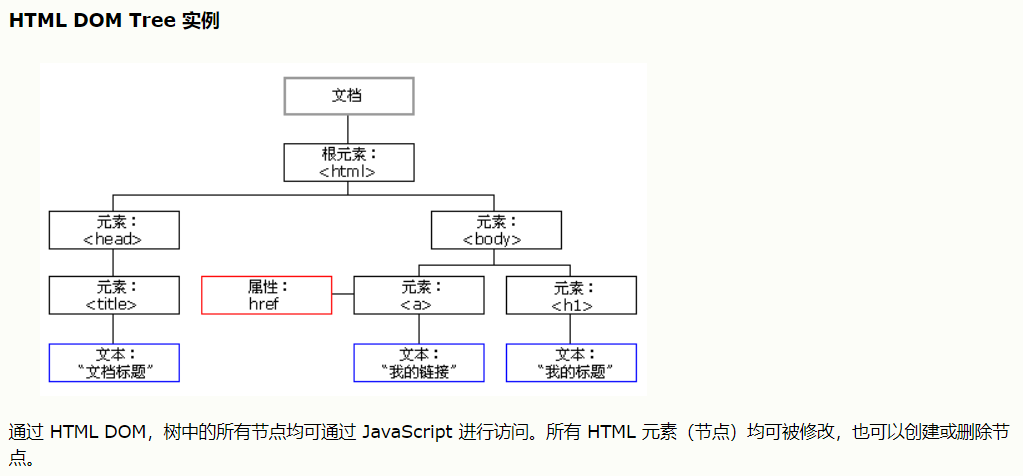 HTML DOM Tree 实例
文档
根元素：
<html>
元素：
<head>
元素：
<body>
元素：
<title>
属性：
href
元素：
<a>
元素：
<h1>
文本：
"文档标题"
文本：
"我的链接"
文本：
"我的标题"
通过 HTML DOM，树中的所有节点均可通过 JavaScript 进行访问。所有 HTML 元素（节点）均可被修改，也可以创建或删除节
点。